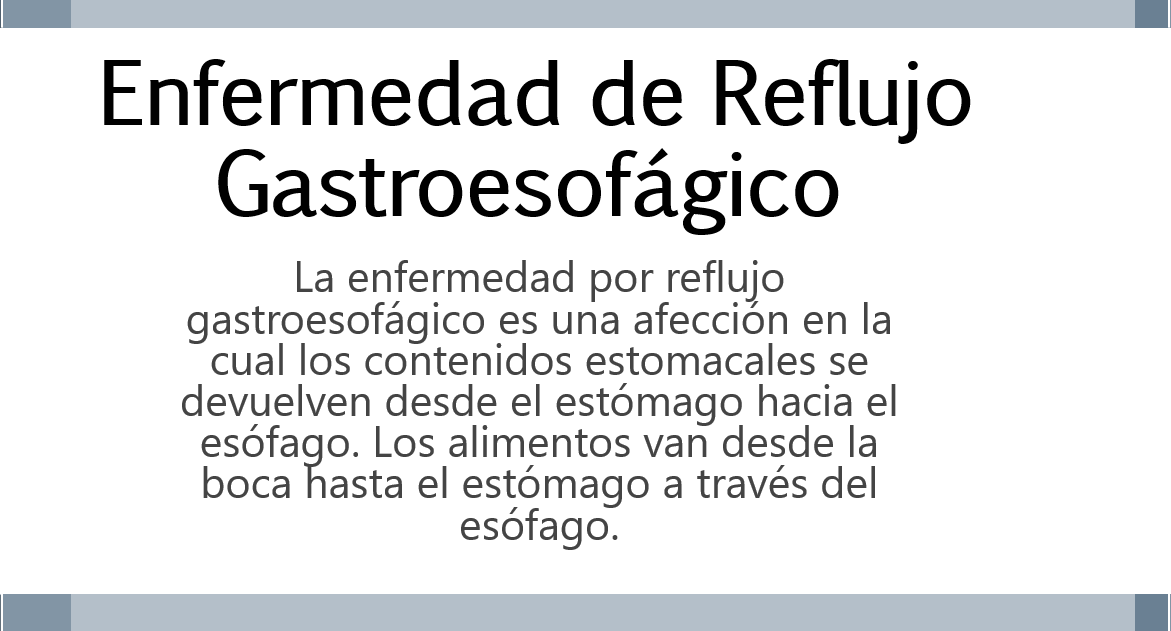 Enfermedad de Reflujo
Gastroesofágico
La enfermedad por reflujo
gastroesofágico es una afección en la
cual los contenidos estomacales se
devuelven desde el estómago hacia el
esófago. Los alimentos van desde la
boca hasta el estómago a través del
esófago.